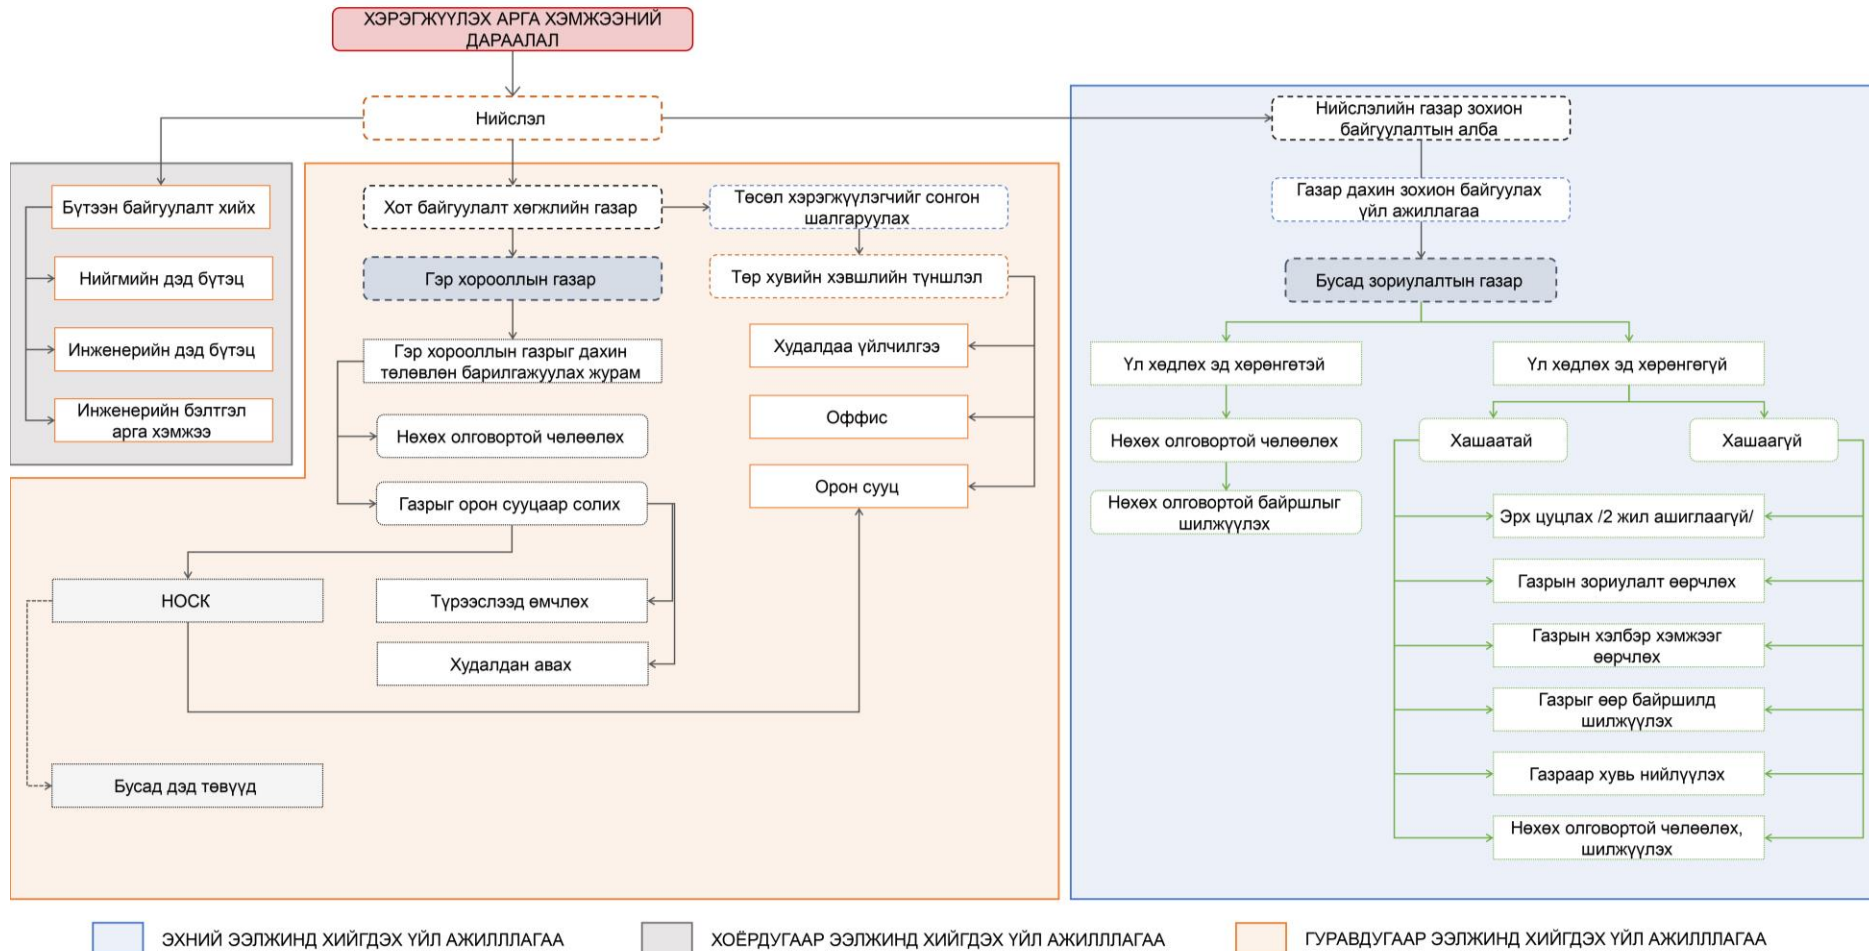 ХЭРЭГЖҮҮЛЭХ АРГА ХЭМЖЭЭНИЙ
ДАРААЛАЛ
Нийслэл
Нийслэлийн газар зохион
байгуулалтын алба
Бүтээн байгуулалт хийх
Нийгмийн дэд бүтэц
Инженерийн дэд бүтэц
Инженерийн бэлтгэл
арга хэмжээ
Хот байгуулалт хөгжлийн газар
Төсөл хэрэгжүүлэгчийг сонгон
шалгаруулах
Гэр хорооллын газар
Төр хувийн хэвшлийн түншлэл
Гэр хорооллын газрыг дахин
төлөвлөн барилгажуулах журам
Худалдаа үйлчилгээ
Нөхөх олговортой чөлөөлөх
Оффис
Газрыг орон сууцаар солих
Орон сууц
НОСК
Түрээслээд өмчлөх
Худалдан авах
Бусад дэд төвүүд
Газар дахин зохион байгуулах
үйл ажиллагаа
Бусад зориулалтын газар
Үл хөдлөх эд хөрөнгөтэй
Үл хөдлөх эд хөрөнгөгүй
Нөхөх олговортой чөлөөлөх
Хашаатай
Хашаагүй
Нөхөх олговортой байршлыг
шилжүүлэх
Эрх цуцлах /2 жил ашиглаагүй/
Газрын зориулалт өөрчлөх
Газрын хэлбэр хэмжээг
өөрчлөх
Газрыг өөр байршилд
шилжүүлэх
Газраар хувь нийлүүлэх
Нөхөх олговортой чөлөөлөх,
шилжүүлэх
ЭХНИЙ ЭЭЛЖИНД ХИЙГДЭХ ҮЙЛ АЖИЛЛЛАГАА
ХОЁРДУГААР ЭЭЛЖИНД ХИЙГДЭХ ҮЙЛ АЖИЛЛЛАГАА
ГУРАВДУГААР ЭЭЛЖИНД ХИЙГДЭХ ҮЙЛ АЖИЛЛЛАГАА